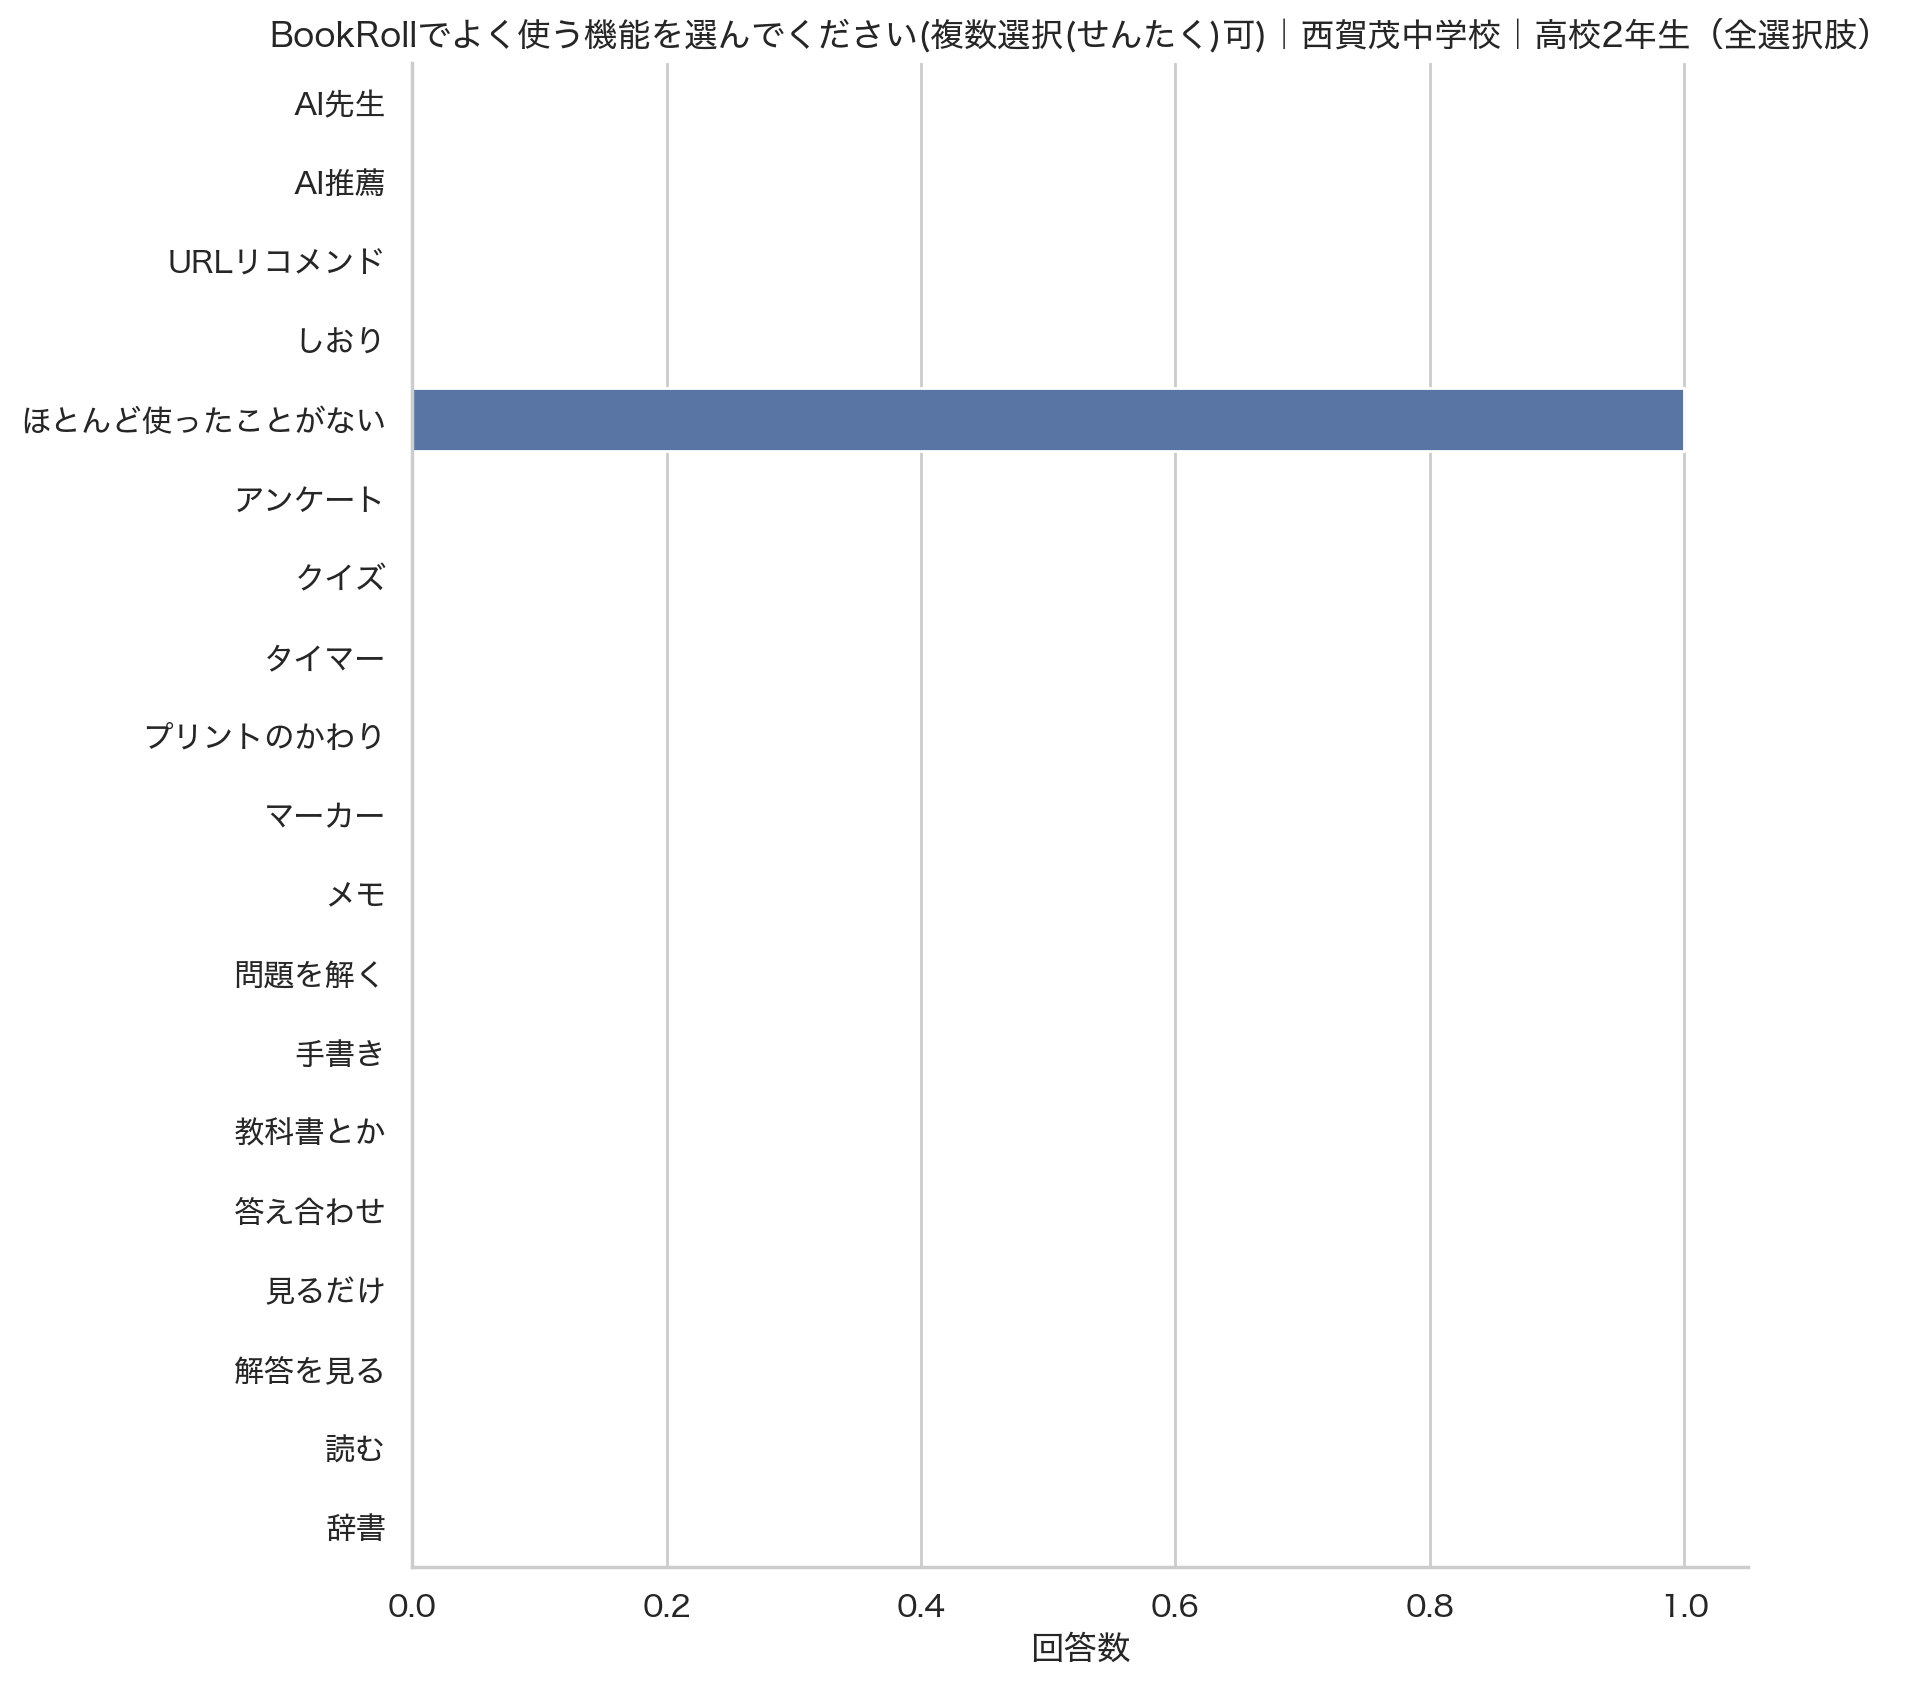 BookRollでよく使う機能を選んでください(複数選択(せんたく)可)｜西賀茂中学校｜高校2年生（全選択肢）
AI先生
AI推薦
URLリコメンド
しおり
ほとんど使ったことがない
アンケート
クイズ
タイマー
プリントのかわり
マーカー
メモ
問題を解く
手書き
教科書とか
答え合わせ
見るだけ
解答を見る
読む
辞書
0.0 0.2 0.4 0.6 0.8 1.0
回答数